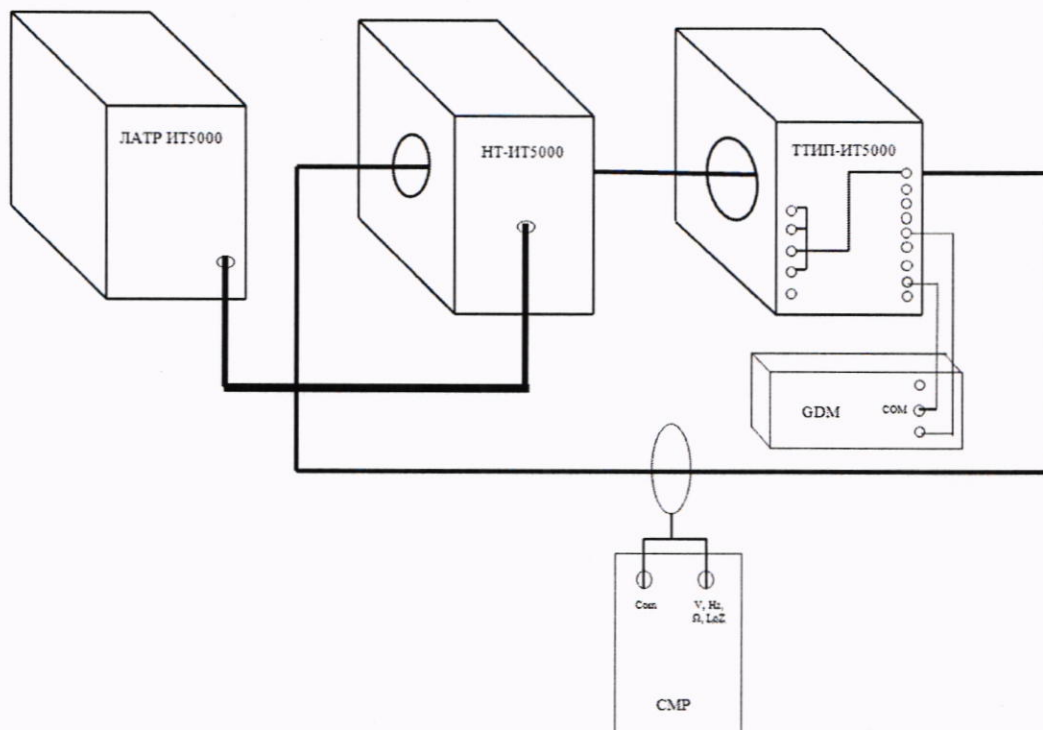 ЛАТР ИТ5000
НТ-ИТ5000
ТТИП-ИТ5000
GDM
COM
Com
V, Hz,
Ω, LoZ
CMP